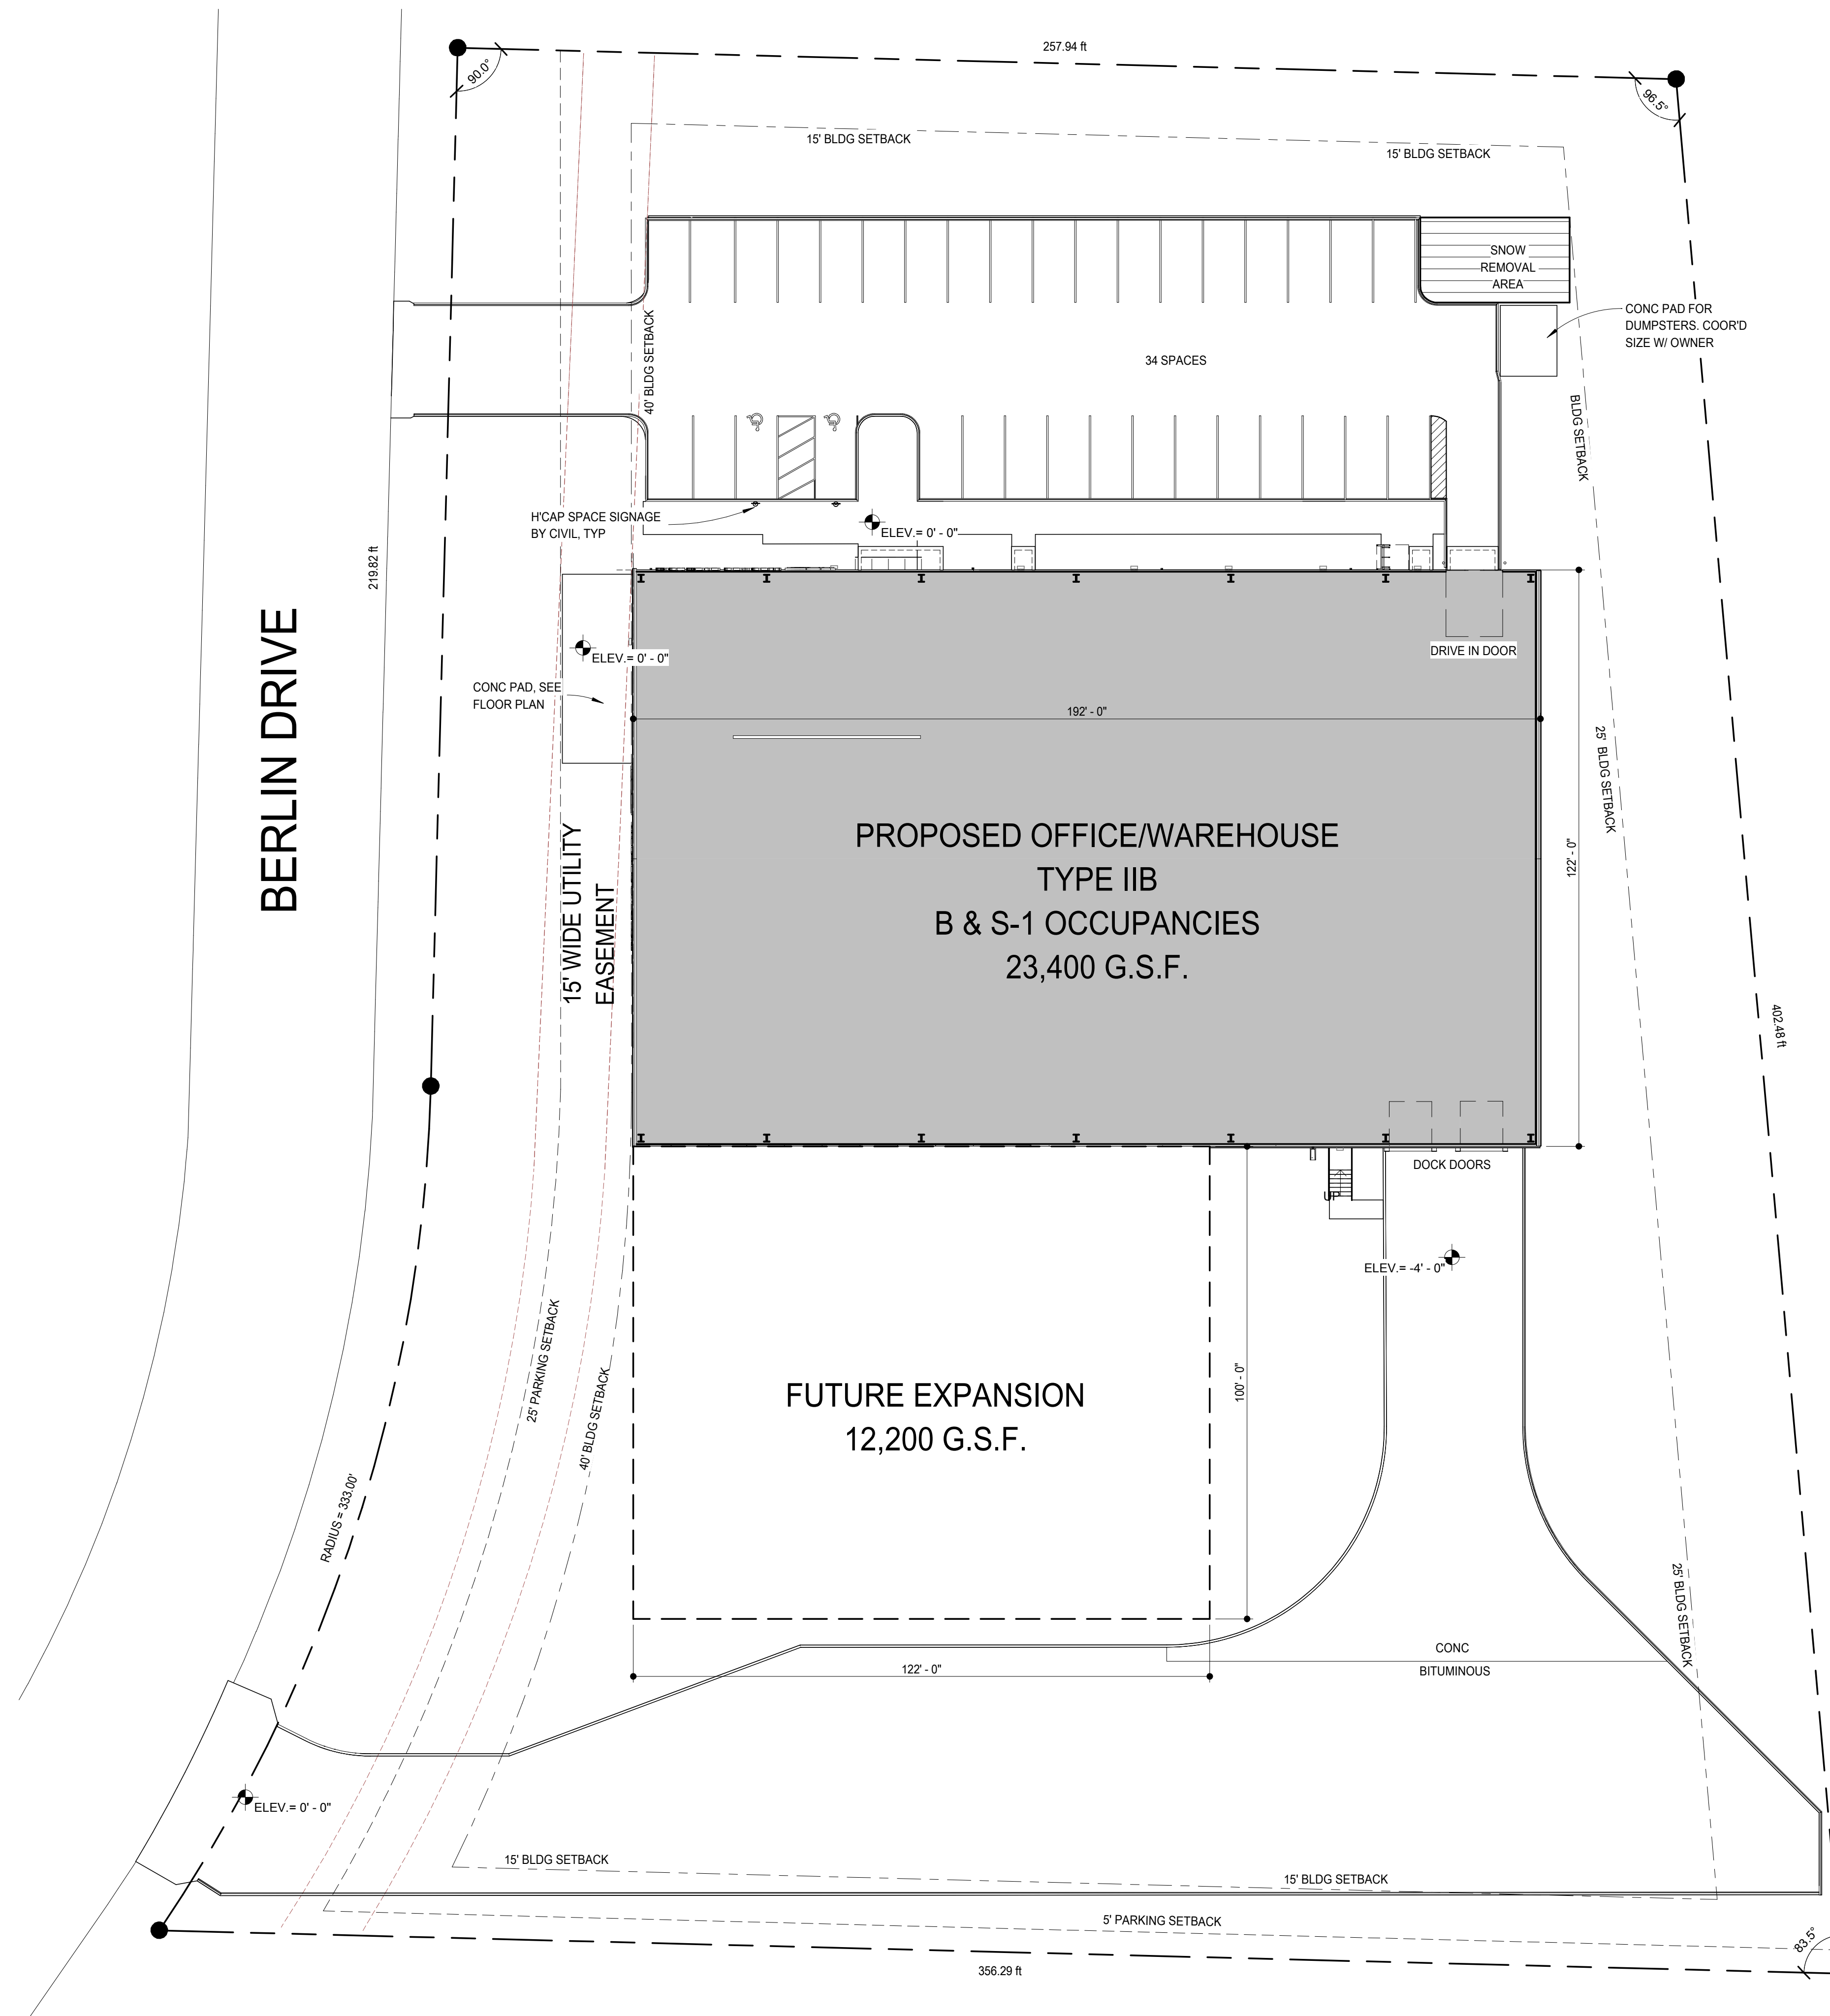 257.94 ft
90.0°
96.5°
15' BLDG SETBACK
15' BLDG SETBACK
SNOW
REMOVAL
AREA
CONC PAD FOR
DUMPSTERS. COOR'D
SIZE W/ OWNER
40' BLDG SETBACK
34 SPACES
BLDG SETBACK
H'CAP SPACE SIGNAGE
BY CIVIL, TYP
ELEV.= 0' - 0"
219.82 ft
BERLIN DRIVE
ELEV.= 0' - 0"
DRIVE IN DOOR
CONC PAD, SEE
FLOOR PLAN
192' - 0"
25' BLDG SETBACK
122' - 0"
15' WIDE UTILITY
EASEMENT
PROPOSED OFFICE/WAREHOUSE
TYPE IIB
B & S-1 OCCUPANCIES
23,400 G.S.F.
402.48 ft
DOCK DOORS
UP
ELEV.= -4' - 0"
25' PARKING SETBACK
40' BLDG SETBACK
100' - 0"
FUTURE EXPANSION
12,200 G.S.F.
RADIUS = 333.00'
25' BLDG SETBACK
CONC
BITUMINOUS
122' - 0"
ELEV.= 0' - 0"
15' BLDG SETBACK
15' BLDG SETBACK
5' PARKING SETBACK
83.5°
356.29 ft